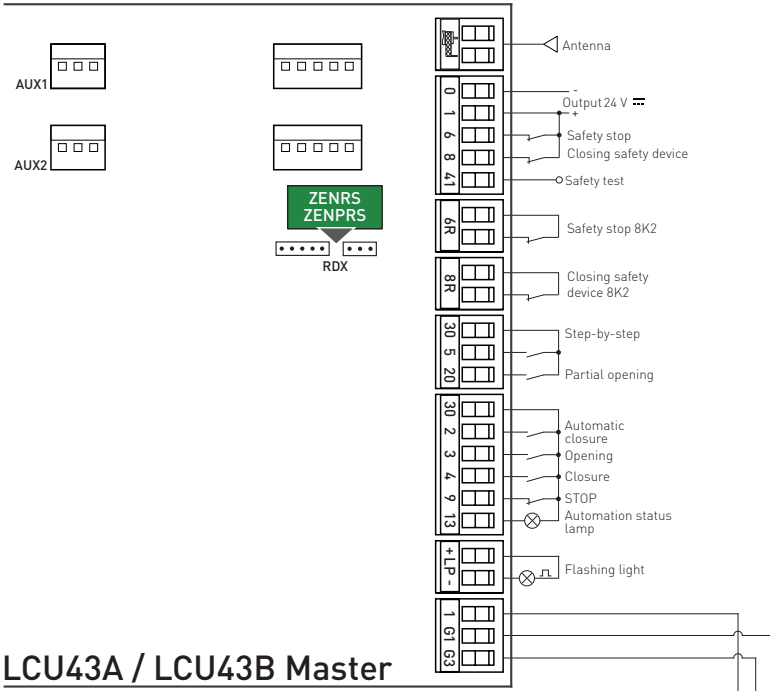 AUX1
AUX2
ZENRS
ZENPRS
RDX
Antenna
0
1
6
8
41
-
Output 24 V
+
Safety stop
Closing safety device
Safety test
6R
Safety stop 8K2
8R
Closing safety
device 8K2
30
5
20
Step-by-step
Partial opening
30
2
3
4
9
13
Automatic
closure
Opening
Closure
STOP
Automation status
lamp
+ LP -
Flashing light
1
G1
G3
LCU43A / LCU43B Master